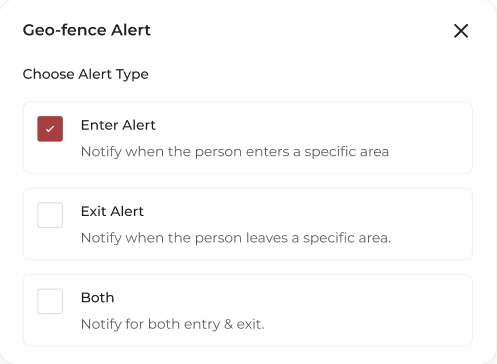 Geo-fence Alert
Choose Alert Type
Enter Alert
Notify when the person enters a specific area
Exit Alert
Notify when the person leaves a specific area.
Both
Notify for both entry & exit.